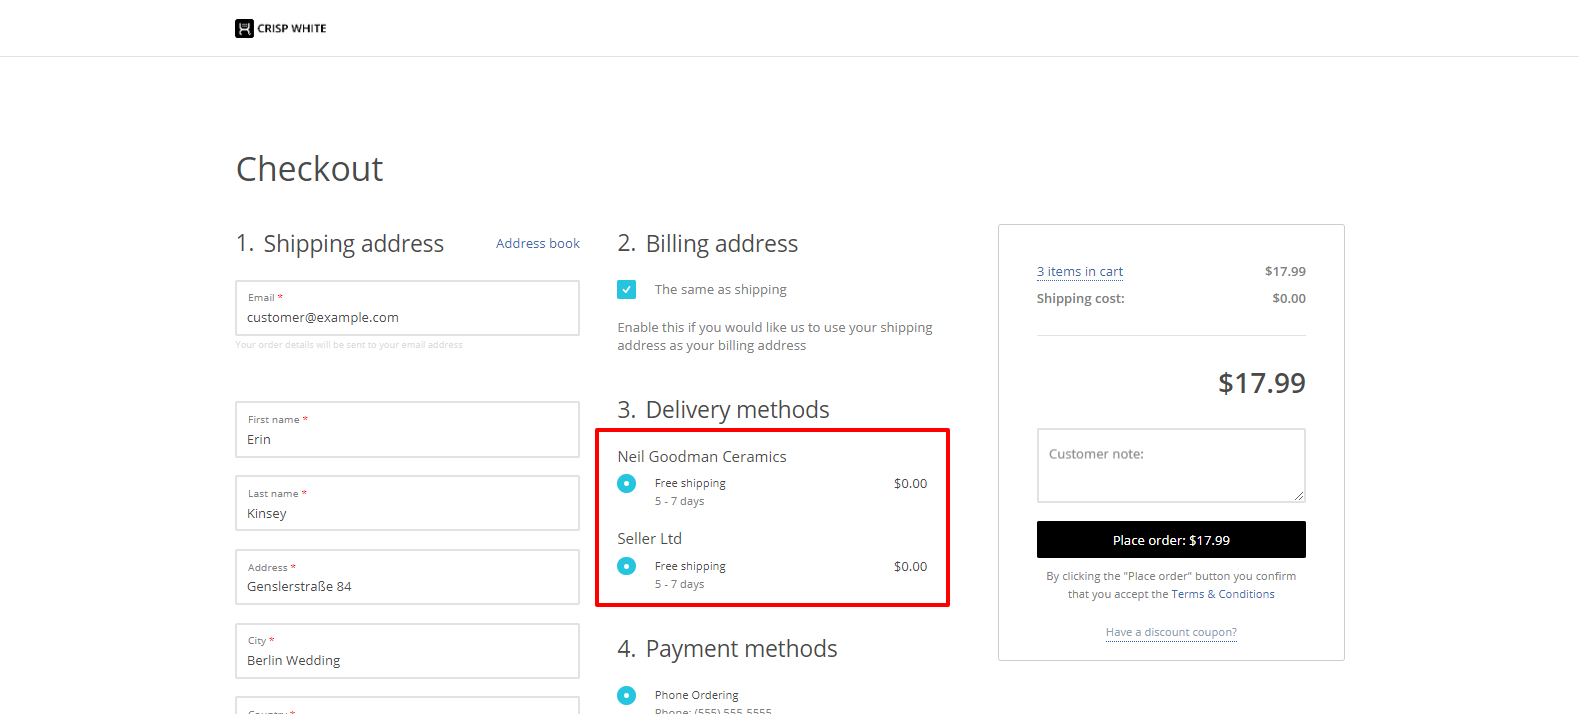 CRISP WHITE
Checkout
1. Shipping address
Address book
Email *
customer@example.com
Your order details will be sent to your email address
First name *
Erin
Last name *
Kinsey
Address *
Genslerstraße 84
City *
Berlin Wedding
Country *
2. Billing address
The same as shipping
Enable this if you would like us to use your shipping
address as your billing address
3. Delivery methods
Neil Goodman Ceramics
Free shipping $0.00
5 - 7 days
Seller Ltd
Free shipping $0.00
5 - 7 days
4. Payment methods
Phone Ordering
Phone: (555) 555 5555
3 items in cart $17.99
Shipping cost: $0.00
$17.99
Customer note:
Place order: $17.99
By clicking the "Place order" button you confirm
that you accept the Terms & Conditions
Have a discount coupon?